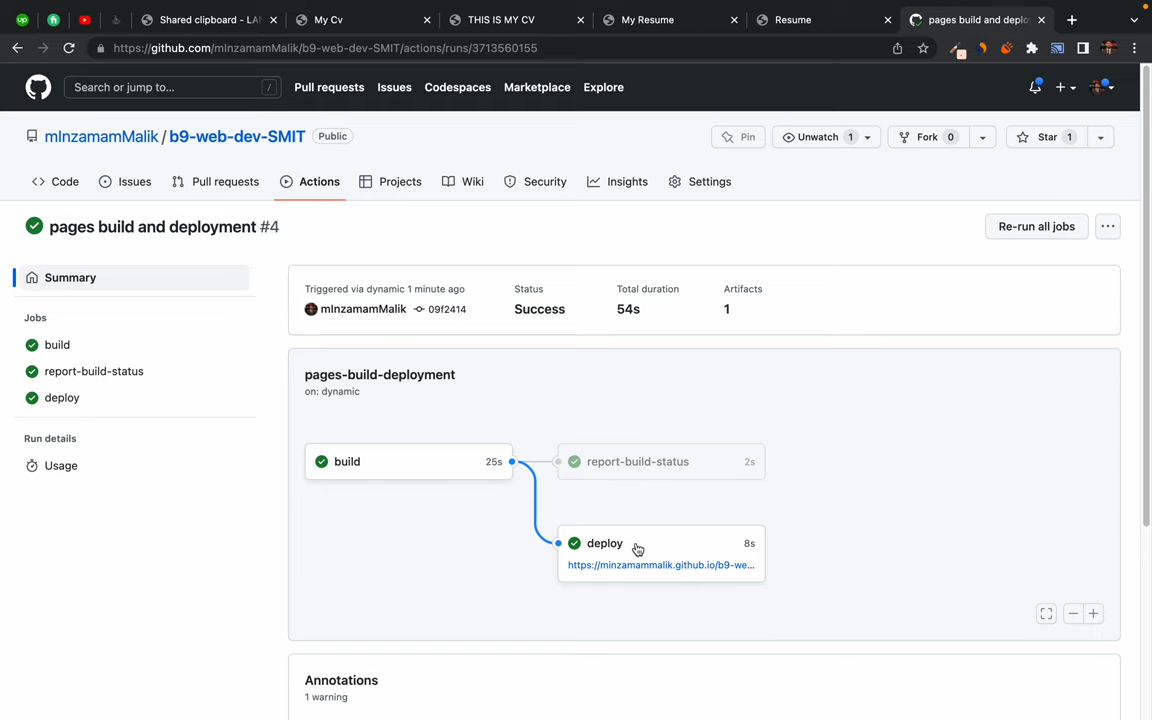 Shared clipboard - LAN
My Cv
THIS IS MY CV
My Resume
Resume
pages build and deplo
https://github.com/mInzamamMalik/b9-web-dev-SMIT/actions/runs/3713560155
Search or jump to... /
Pull requests Issues Codespaces Marketplace Explore
mInzamamMalik / b9-web-dev-SMIT Public
Pin Unwatch 1 Fork 0 Star 1
Code Issues Pull requests Actions Projects Wiki Security Insights Settings
pages build and deployment #4
Re-run all jobs
Summary
Jobs
build
report-build-status
deploy
Run details
Usage
Triggered via dynamic 1 minute ago
mInzamamMalik 09f2414
Status
Success
Total duration
54s
Artifacts
1
pages-build-deployment
on: dynamic
build 25s
report-build-status 2s
deploy 8s
https://minzamammalik.github.io/b9-we...
Annotations
1 warning